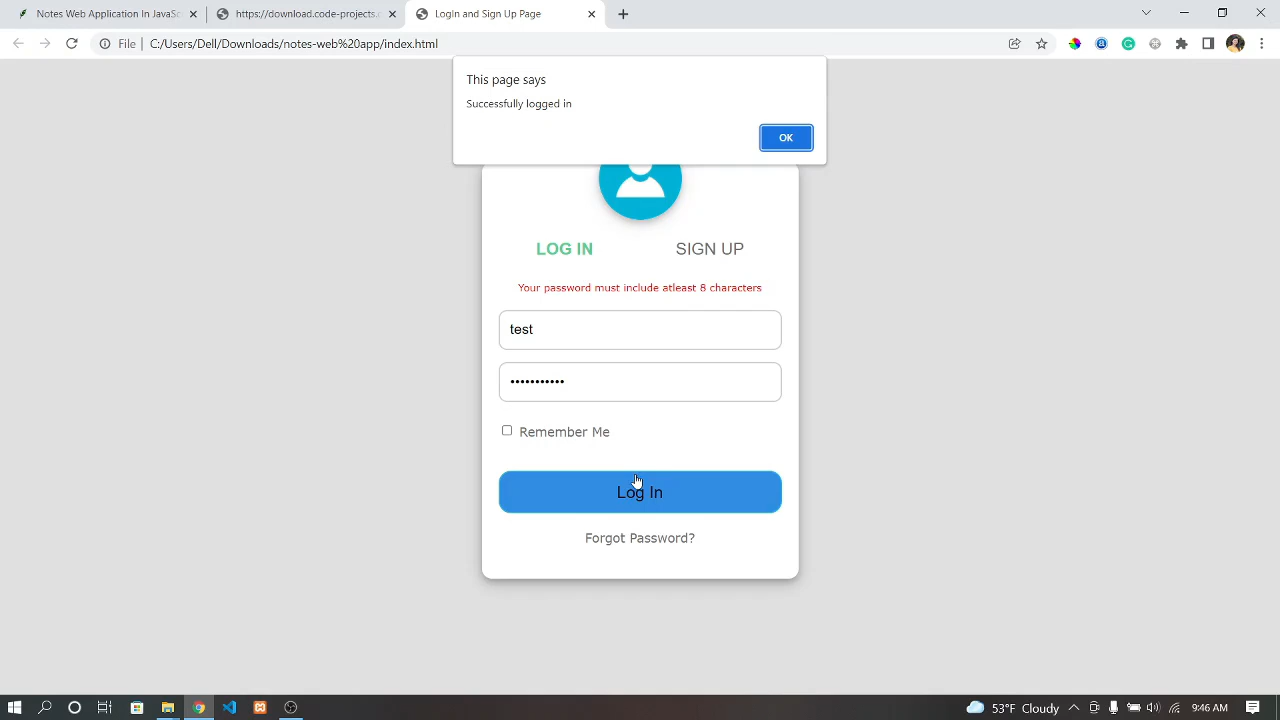 Notes Web Application In JavaSc
https://download.code-projects.o
Login and Sign Up Page
File
C:/Users/Dell/Downloads/notes-web%20app/index.html
This page says
Successfully logged in
OK
LOG IN
SIGN UP
Your password must include atleast 8 characters
test
•••••••••••
Remember Me
Log In
Forgot Password?
53°F Cloudy
9:46 AM